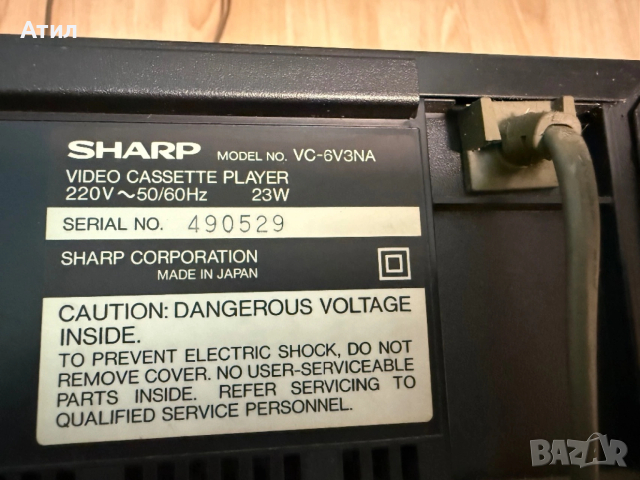 Атил
SHARP MODEL NO. VC-6V3NA
VIDEO CASSETTE PLAYER
220V～50/60Hz 23W
SERIAL NO. 490529
SHARP CORPORATION
MADE IN JAPAN
CAUTION: DANGEROUS VOLTAGE
INSIDE.
TO PREVENT ELECTRIC SHOCK, DO NOT
REMOVE COVER. NO USER-SERVICEABLE
PARTS INSIDE. REFER SERVICING TO
QUALIFIED SERVICE PERSONNEL.
BAZAR